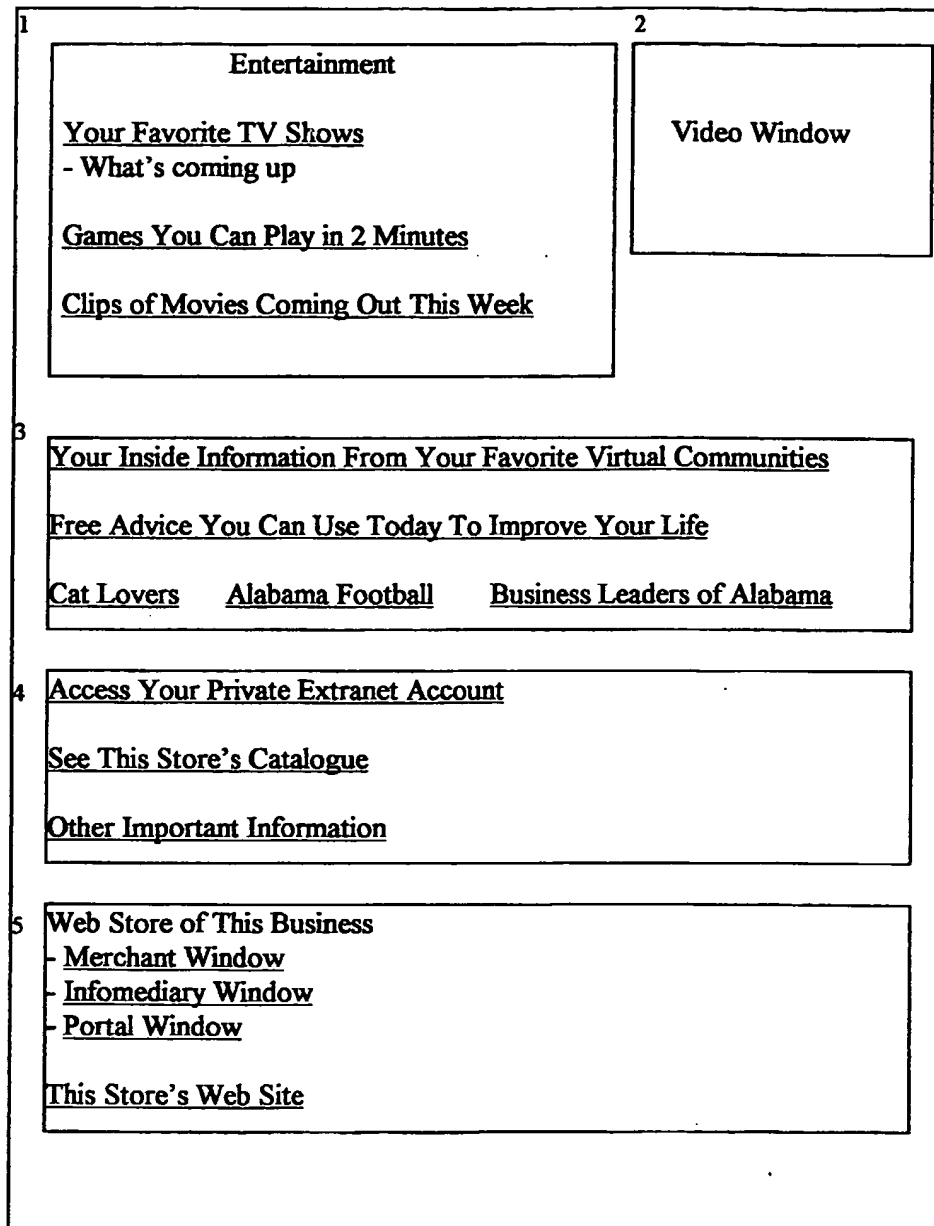 1
2
Entertainment
Your Favorite TV Shows
- What's coming up
Games You Can Play in 2 Minutes
Clips of Movies Coming Out This Week
Video Window
3
Your Inside Information From Your Favorite Virtual Communities
Free Advice You Can Use Today To Improve Your Life
Cat Lovers Alabama Football Business Leaders of Alabama
4
Access Your Private Extranet Account
See This Store's Catalogue
Other Important Information
5
Web Store of This Business
- Merchant Window
- Infomediary Window
- Portal Window
This Store's Web Site